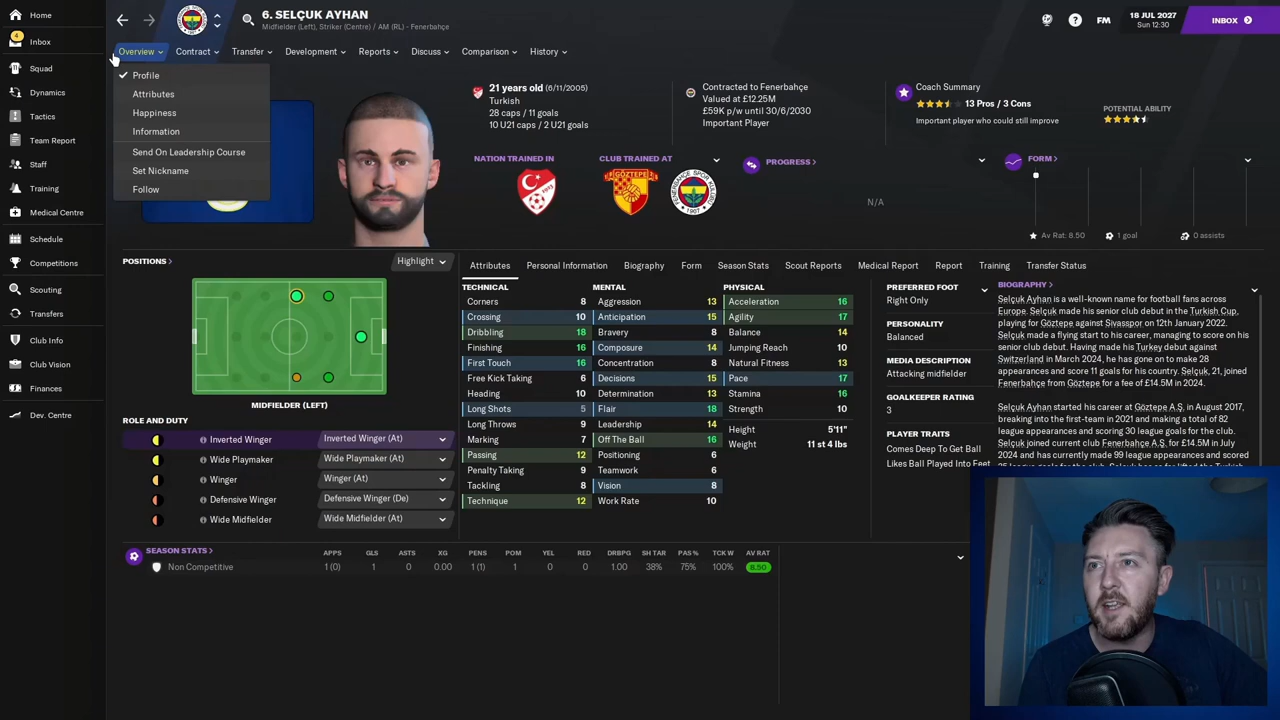 Home
6. SELÇUK AYHAN
Midfielder (Left), Striker (Centre) / AM (RL) - Fenerbahçe
FM
18 JUL 2027
Sun 12:30
INBOX
4
Inbox
Squad
Dynamics
Tactics
Team Report
Staff
Training
Medical Centre
Schedule
Competitions
Scouting
Transfers
Club Info
Club Vision
Finances
Dev. Centre
Overview
Contract
Transfer
Development
Reports
Discuss
Comparison
History
Profile
Attributes
Happiness
Information
Send On Leadership Course
Set Nickname
Follow
21 years old (6/11/2005)
Turkish
28 caps / 11 goals
10 U21 caps / 2 U21 goals
Contracted to Fenerbahçe
Valued at £12.25M
£59K p/w until 30/6/2030
Important Player
Coach Summary
13 Pros / 3 Cons
Important player who could still improve
POTENTIAL ABILITY
NATION TRAINED IN
CLUB TRAINED AT
PROGRESS
N/A
FORM
Av Rat: 8.50
1 goal
0 assists
POSITIONS
Highlight
MIDFIELDER (LEFT)
ROLE AND DUTY
Inverted Winger Inverted Winger (At)
Wide Playmaker Wide Playmaker (At)
Winger Winger (At)
Defensive Winger Defensive Winger (De)
Wide Midfielder Wide Midfielder (At)
Attributes
Personal Information
Biography
Form
Season Stats
Scout Reports
Medical Report
Report
Training
Transfer Status
TECHNICAL
Corners 8
Crossing 10
Dribbling 18
Finishing 16
First Touch 16
Free Kick Taking 6
Heading 10
Long Shots 5
Long Throws 9
Marking 7
Passing 12
Penalty Taking 9
Tackling 8
Technique 12
MENTAL
Aggression 13
Anticipation 15
Bravery 8
Composure 14
Concentration 8
Decisions 15
Determination 13
Flair 18
Leadership 14
Off The Ball 16
Positioning 6
Teamwork 6
Vision 8
Work Rate 10
PHYSICAL
Acceleration 16
Agility 17
Balance 14
Jumping Reach 10
Natural Fitness 13
Pace 17
Stamina 16
Strength 10
Height 5'11"
Weight 11 st 4 lbs
PREFERRED FOOT
Right Only
PERSONALITY
Balanced
MEDIA DESCRIPTION
Attacking midfielder
GOALKEEPER RATING
3
PLAYER TRAITS
Comes Deep To Get Ball
Likes Ball Played Into Feet
BIOGRAPHY
Selçuk Ayhan is a well-known name for football fans across
Europe. Selçuk made his senior club debut in the Turkish Cup,
playing for Göztepe against Sivasspor on 12th January 2022.
Selçuk made a flying start to his career, managing to score on his
senior club debut. Having made his Turkey debut against
Switzerland in March 2024, he has gone on to make 28
appearances and score 11 goals for his country. Selçuk, 21, joined
Fenerbahçe from Göztepe for a fee of £14.5M in 2024.
Selçuk Ayhan started his career at Göztepe A.Ş. in August 2017,
breaking into the first-team in 2021 and making a total of 82
league appearances and scoring 30 league goals for the club.
Selçuk joined current club Fenerbahçe A.Ş. for £14.5M in July
2024 and has currently made 99 league appearances and scored
SEASON STATS
APPS GLS ASTS XG PENS POM YEL RED DRBPG SH TAR PAS% TCK W AV RAT
Non Competitive 1 (0) 1 0 0.00 1 (1) 1 0 0 1.00 38% 75% 100% 8.50